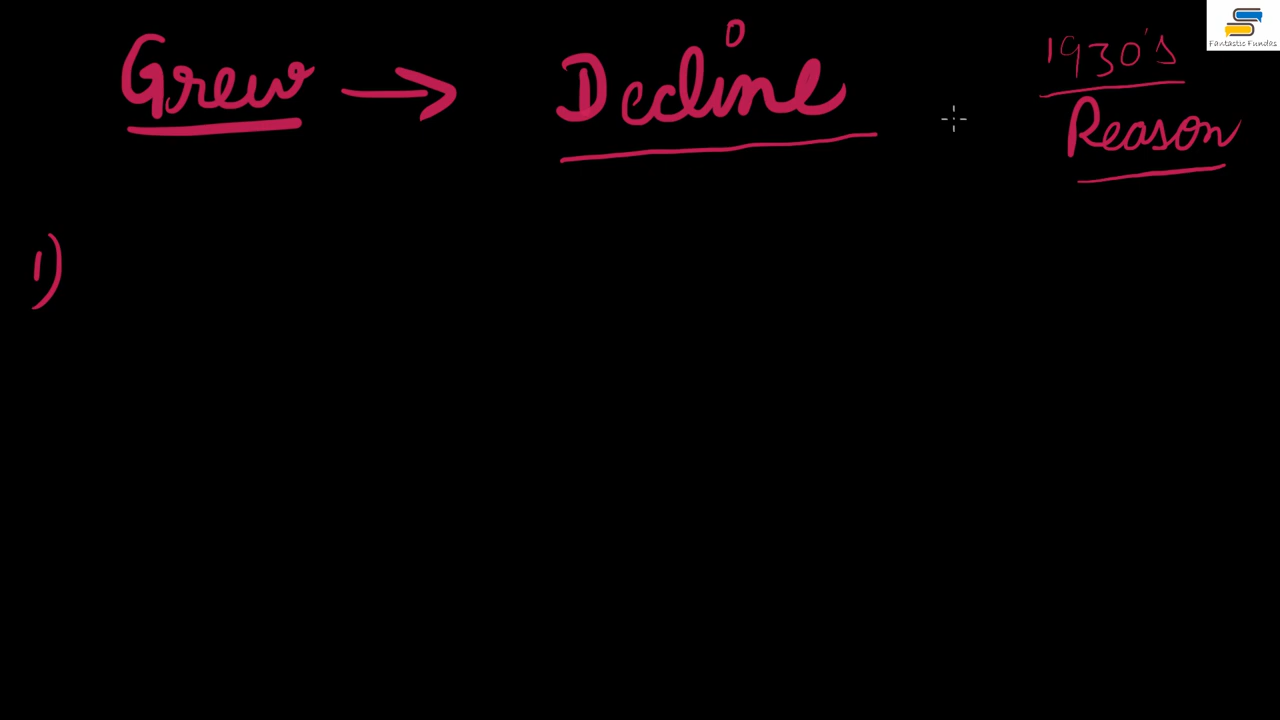 Grew → Decline
1930's
Reason
1)
Fantastic Fundas